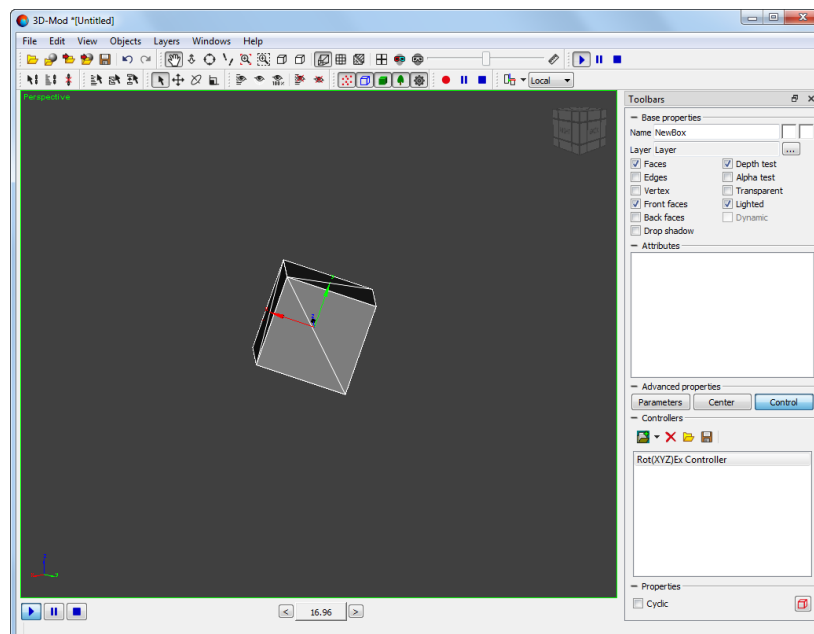 3D-Mod *[Untitled]
File Edit View Objects Layers Windows Help
Local
Perspective
Toolbars
Base properties
Name NewBox
Layer Layer ...
Faces Depth test
Edges Alpha test
Vertex Transparent
Front faces Lighted
Back faces Dynamic
Drop shadow
Attributes
Advanced properties
Parameters Center Control
Controllers
Rot(XYZ)Ex Controller
Properties
< 16.96 > Cyclic